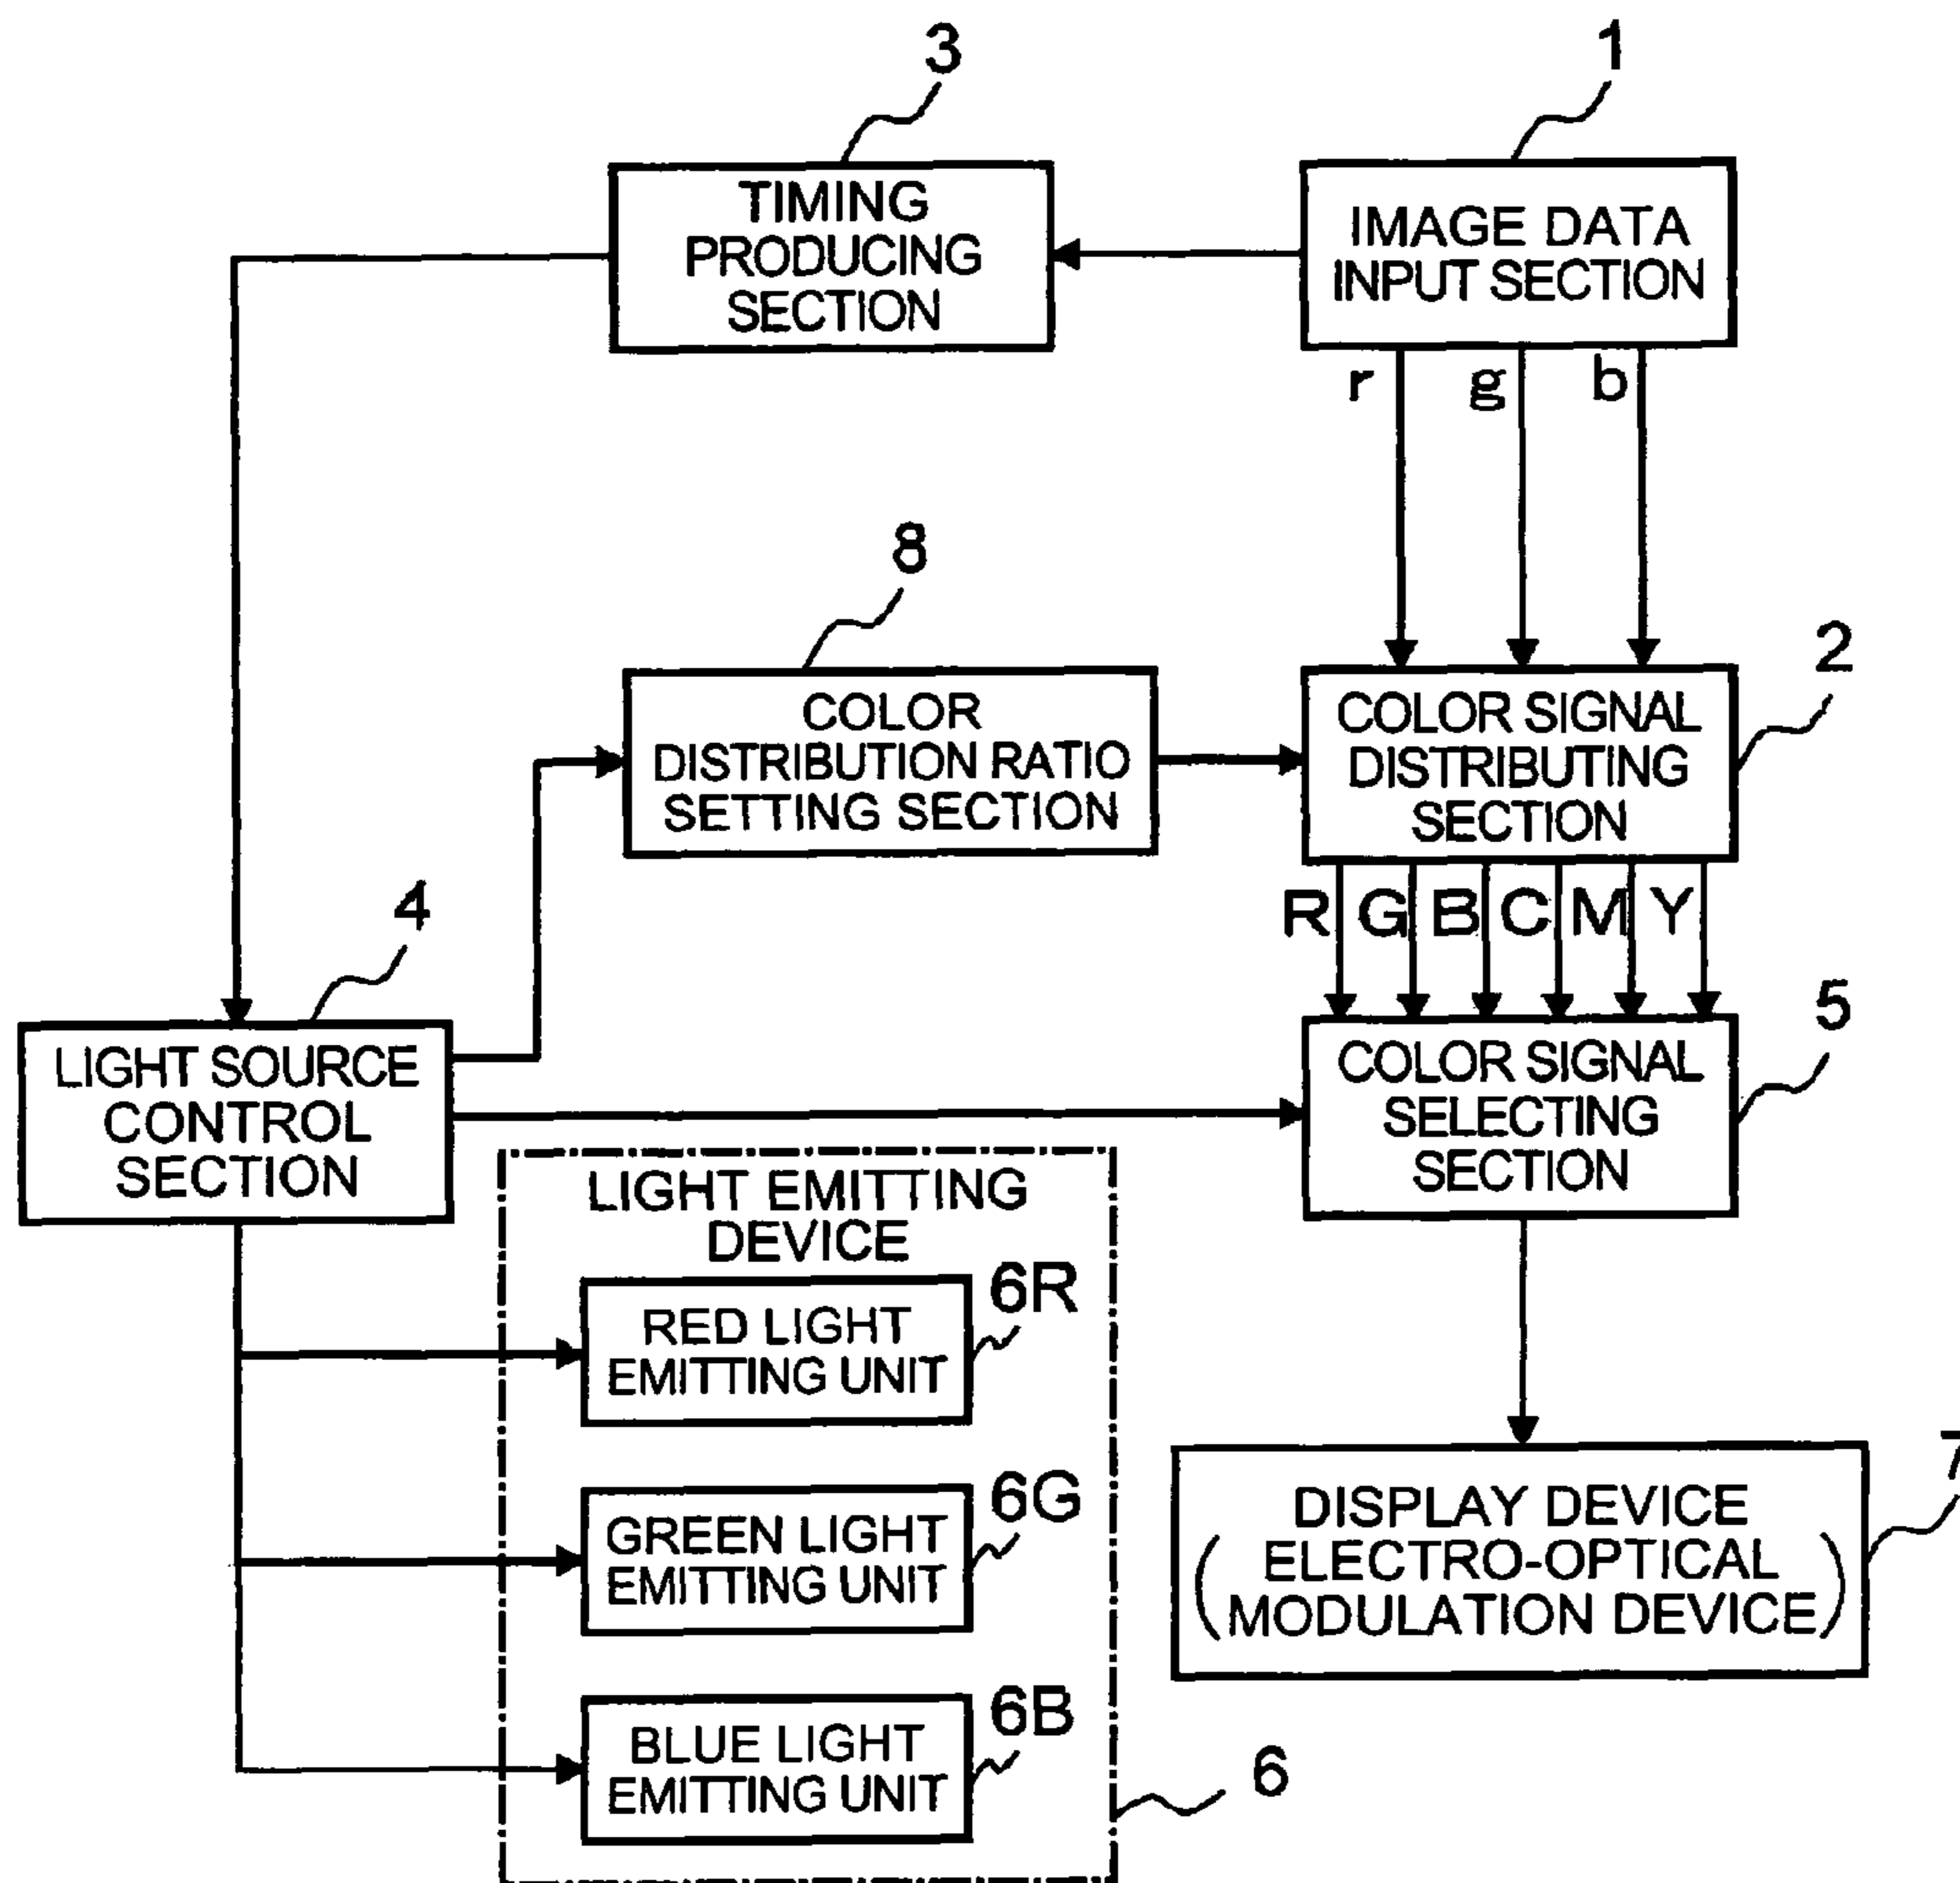 3
1
TIMING
PRODUCING
SECTION
IMAGE DATA
INPUT SECTION
r g b
8
2
COLOR
DISTRIBUTION RATIO
SETTING SECTION
COLOR SIGNAL
DISTRIBUTING
SECTION
R G B C M Y
4
5
LIGHT SOURCE
CONTROL
SECTION
COLOR SIGNAL
SELECTING
SECTION
LIGHT EMITTING
DEVICE
6R
RED LIGHT
EMITTING UNIT
6G
GREEN LIGHT
EMITTING UNIT
6B
BLUE LIGHT
EMITTING UNIT
6
7
DISPLAY DEVICE
(ELECTRO-OPTICAL
MODULATION DEVICE)